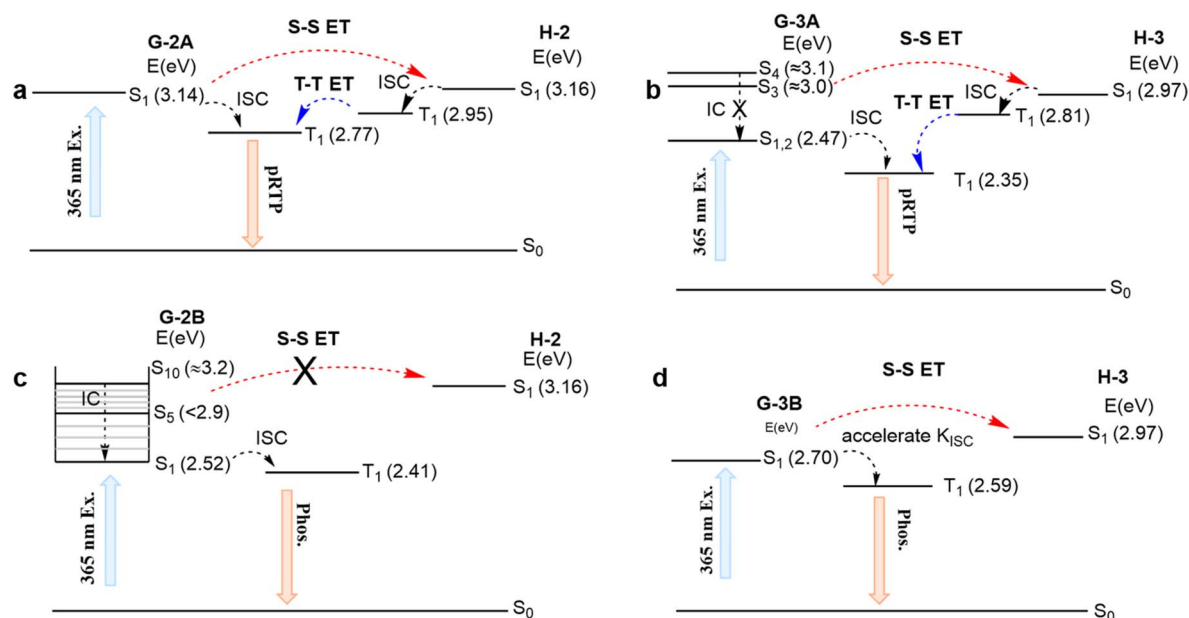 a
G-2A
E(eV)
S-S ET
H-2
E(eV)
S1 (3.14)
ISC
T-T ET
ISC
S1 (3.16)
T1 (2.95)
T1 (2.77)
365 nm Ex.
pRTP
S0
b
G-3A
E(eV)
S-S ET
H-3
E(eV)
S4 (≈3.1)
S3 (≈3.0)
ISC
S1 (2.97)
IC X
T-T ET
T1 (2.81)
ISC
S1,2 (2.47)
T1 (2.35)
365 nm Ex.
pRTP
S0
c
G-2B
E(eV)
S-S ET
X
H-2
E(eV)
S10 (≈3.2)
IC
S5 (<2.9)
S1 (3.16)
ISC
S1 (2.52)
T1 (2.41)
365 nm Ex.
Phos.
S0
d
S-S ET
G-3B
E(eV)
H-3
E(eV)
accelerate KISC
S1 (2.97)
S1 (2.70)
T1 (2.59)
365 nm Ex.
Phos.
S0